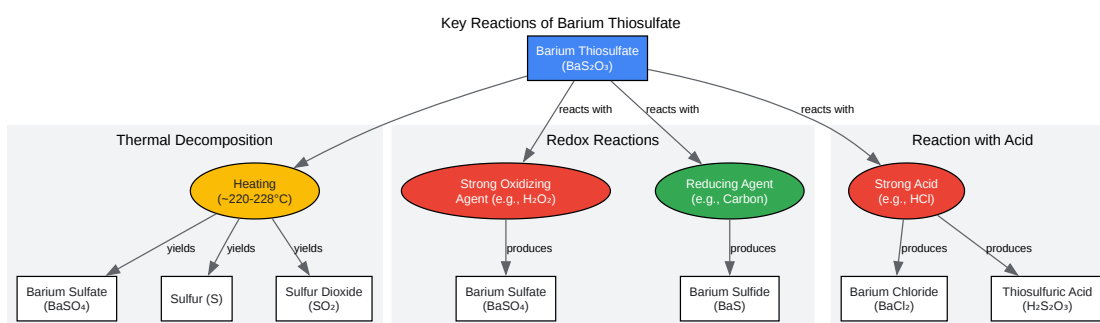 Key Reactions of Barium Thiosulfate
Barium Thiosulfate
(BaS₂O₃)
reacts with
reacts with
reacts with
Thermal Decomposition
Redox Reactions
Reaction with Acid
Heating
(~220-228°C)
Strong Oxidizing
Agent (e.g., H₂O₂)
Reducing Agent
(e.g., Carbon)
Strong Acid
(e.g., HCl)
yields
yields
yields
produces
produces
produces
produces
Barium Sulfate
(BaSO₄)
Sulfur (S)
Sulfur Dioxide
(SO₂)
Barium Sulfate
(BaSO₄)
Barium Sulfide
(BaS)
Barium Chloride
(BaCl₂)
Thiosulfuric Acid
(H₂S₂O₃)